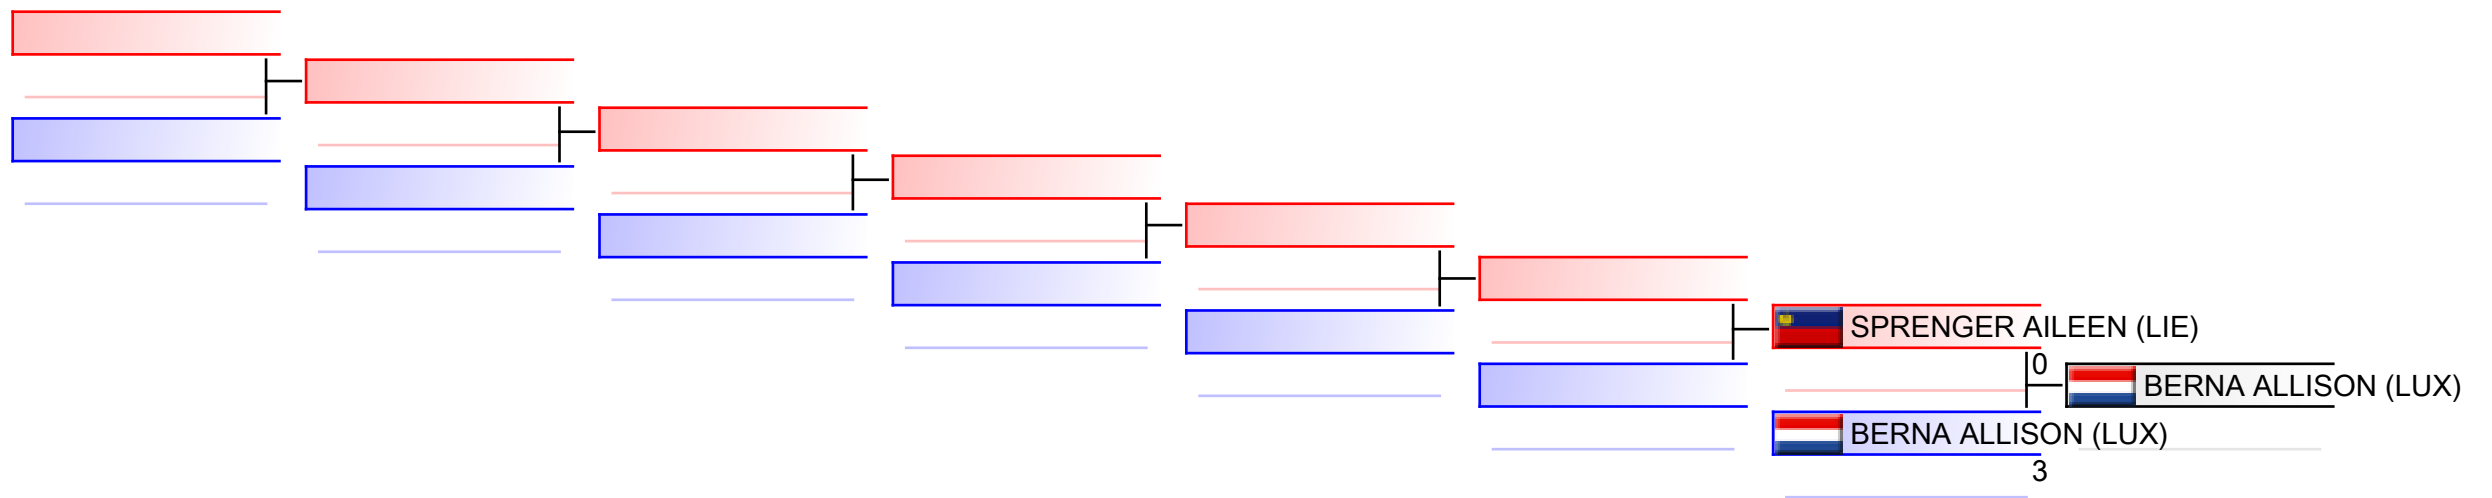 SPRENGER AILEEN (LIE)
0
BERNA ALLISON (LUX)
BERNA ALLISON (LUX)
3